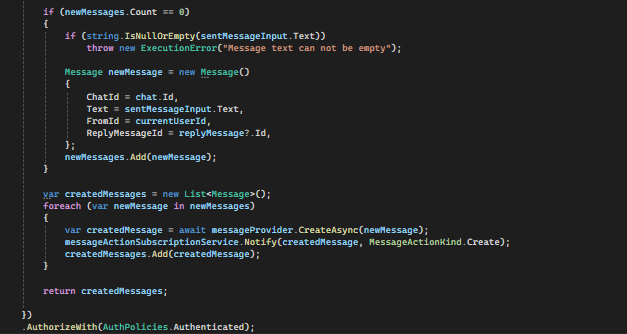 if (newMessages.Count == 0)
{
if (string.IsNullOrEmpty(sentMessageInput.Text))
throw new ExecutionError("Message text can not be empty");
Message newMessage = new Message()
{
ChatId = chat.Id,
Text = sentMessageInput.Text,
FromId = currentUserId,
ReplyMessageId = replyMessage?.Id,
};
newMessages.Add(newMessage);
}
var createdMessages = new List<Message>();
foreach (var newMessage in newMessages)
{
var createdMessage = await messageProvider.CreateAsync(newMessage);
messageActionSubscriptionService.Notify(createdMessage, MessageActionKind.Create);
createdMessages.Add(createdMessage);
}
return createdMessages;
})
.AuthorizeWith(AuthPolicies.Authenticated);